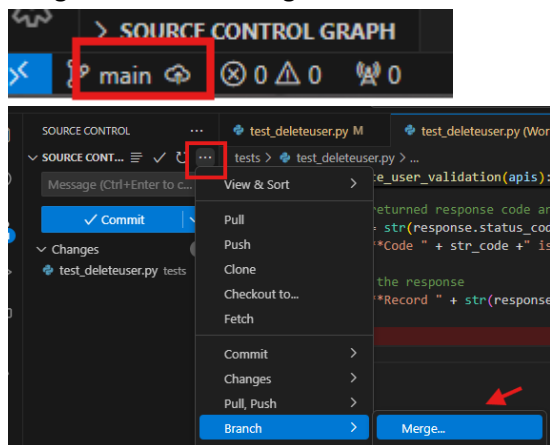 SOURCE CONTROL GRAPH
main 0 0 0
SOURCE CONTROL
test_deleteuser.py M
test_deleteuser.py (Wor
SOURCE CONT...
tests > test_deleteuser.py > ...
Message (Ctrl+Enter to c...
View & Sort
e_user_validation(apis):
Commit
Pull
returned response code an
= str(response.status_cod
Push
"*Code " + str_code +" is
Changes
Clone
test_deleteuser.py tests
Checkout to...
the response
"*Record " + str(response
Fetch
Commit
Changes
Pull, Push
Branch
Merge...